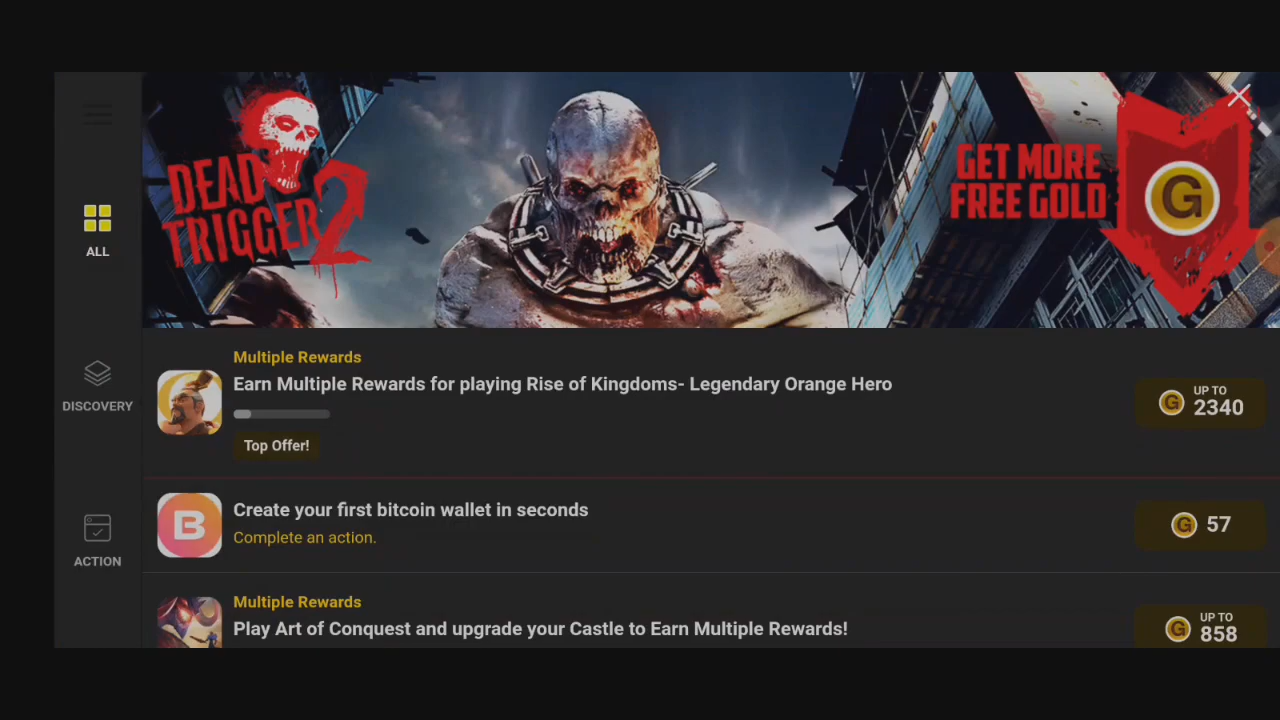 DEAD
TRIGGER 2
GET MORE
FREE GOLD
G
ALL
DISCOVERY
ACTION
Multiple Rewards
Earn Multiple Rewards for playing Rise of Kingdoms- Legendary Orange Hero
Top Offer!
G UP TO
2340
B
Create your first bitcoin wallet in seconds
Complete an action.
G 57
Multiple Rewards
Play Art of Conquest and upgrade your Castle to Earn Multiple Rewards!
G UP TO
858